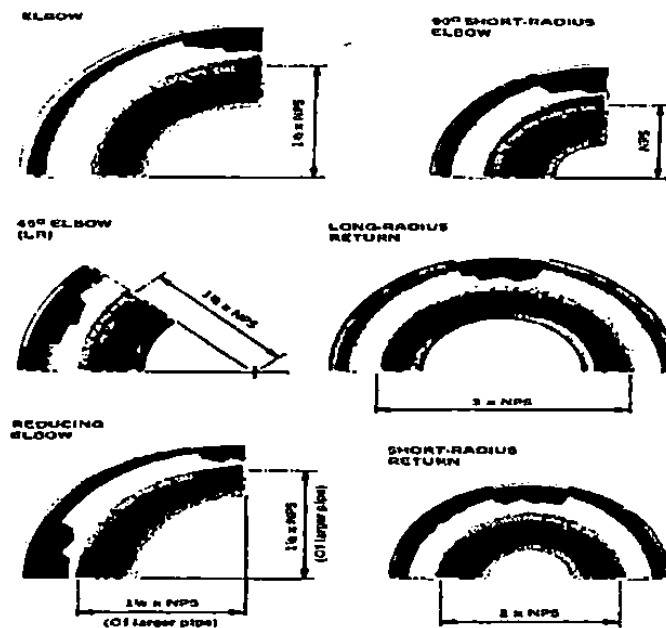 ELBOW
90° SHORT-RADIUS
ELBOW
1½ x NPS
NPS
45° ELBOW
(LR)
LONG-RADIUS
RETURN
1½ x NPS
3 x NPS
REDUCING
ELBOW
SHORT-RADIUS
RETURN
1½ x NPS
(Of larger pipe)
1½ x NPS
(Of larger pipe)
2 x NPS